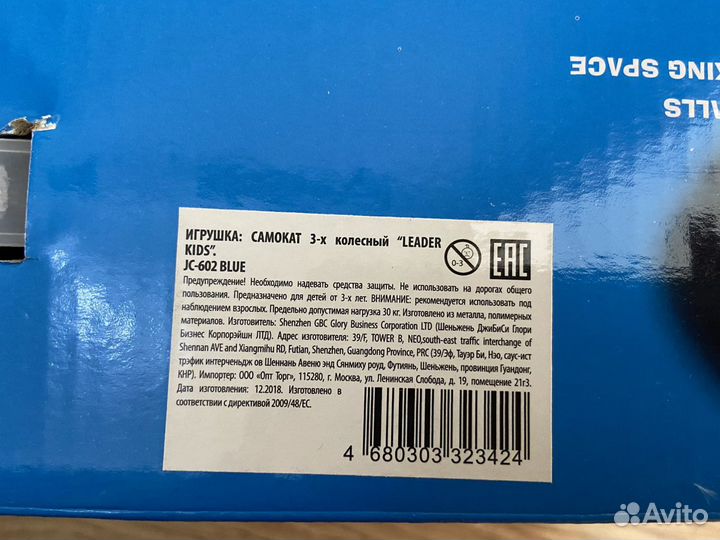 KING SPACE
ALLS
ИГРУШКА: САМОКАТ 3-х колесный “LEADER
KIDS”.
JC-602 BLUE
0-3
EAC
Предупреждение! Необходимо надевать средства защиты. Не использовать на дорогах общего
пользования. Предназначено для детей от 3-х лет. ВНИМАНИЕ: рекомендуется использовать под
наблюдением взрослых. Предельно допустимая нагрузка 30 кг. Изготовлено из металла, полимерных
материалов. Изготовитель: Shenzhen GBC Glory Business Corporation LTD (Шеньжень ДжиБиСи Глори
Бизнес Корпорэйшн ЛТД) Адрес изготовителя: 39/F, TOWER B, NEO,south-east traffic interchange of
Shennan AVE and Xiangmihu RD, Futian, Shenzhen, Guangdong Province, PRC (39/Эф, Тауэр Би, Нэо, саус-ист
трэфик интерченьдж ов Шеннань Авеню энд Сянмиху роуд, Футиянь, Шеньжень, провинция Гуандонг,
КНР). Импортер: ООО «Опт Торг», 115280, г. Москва, ул. Ленинская Слобода, д. 19, помещение 21г3.
Дата изготовления: 12.2018. Изготовлено в
соответствии с директивой 2009/48/ЕС.
4 680303 323424
Avito